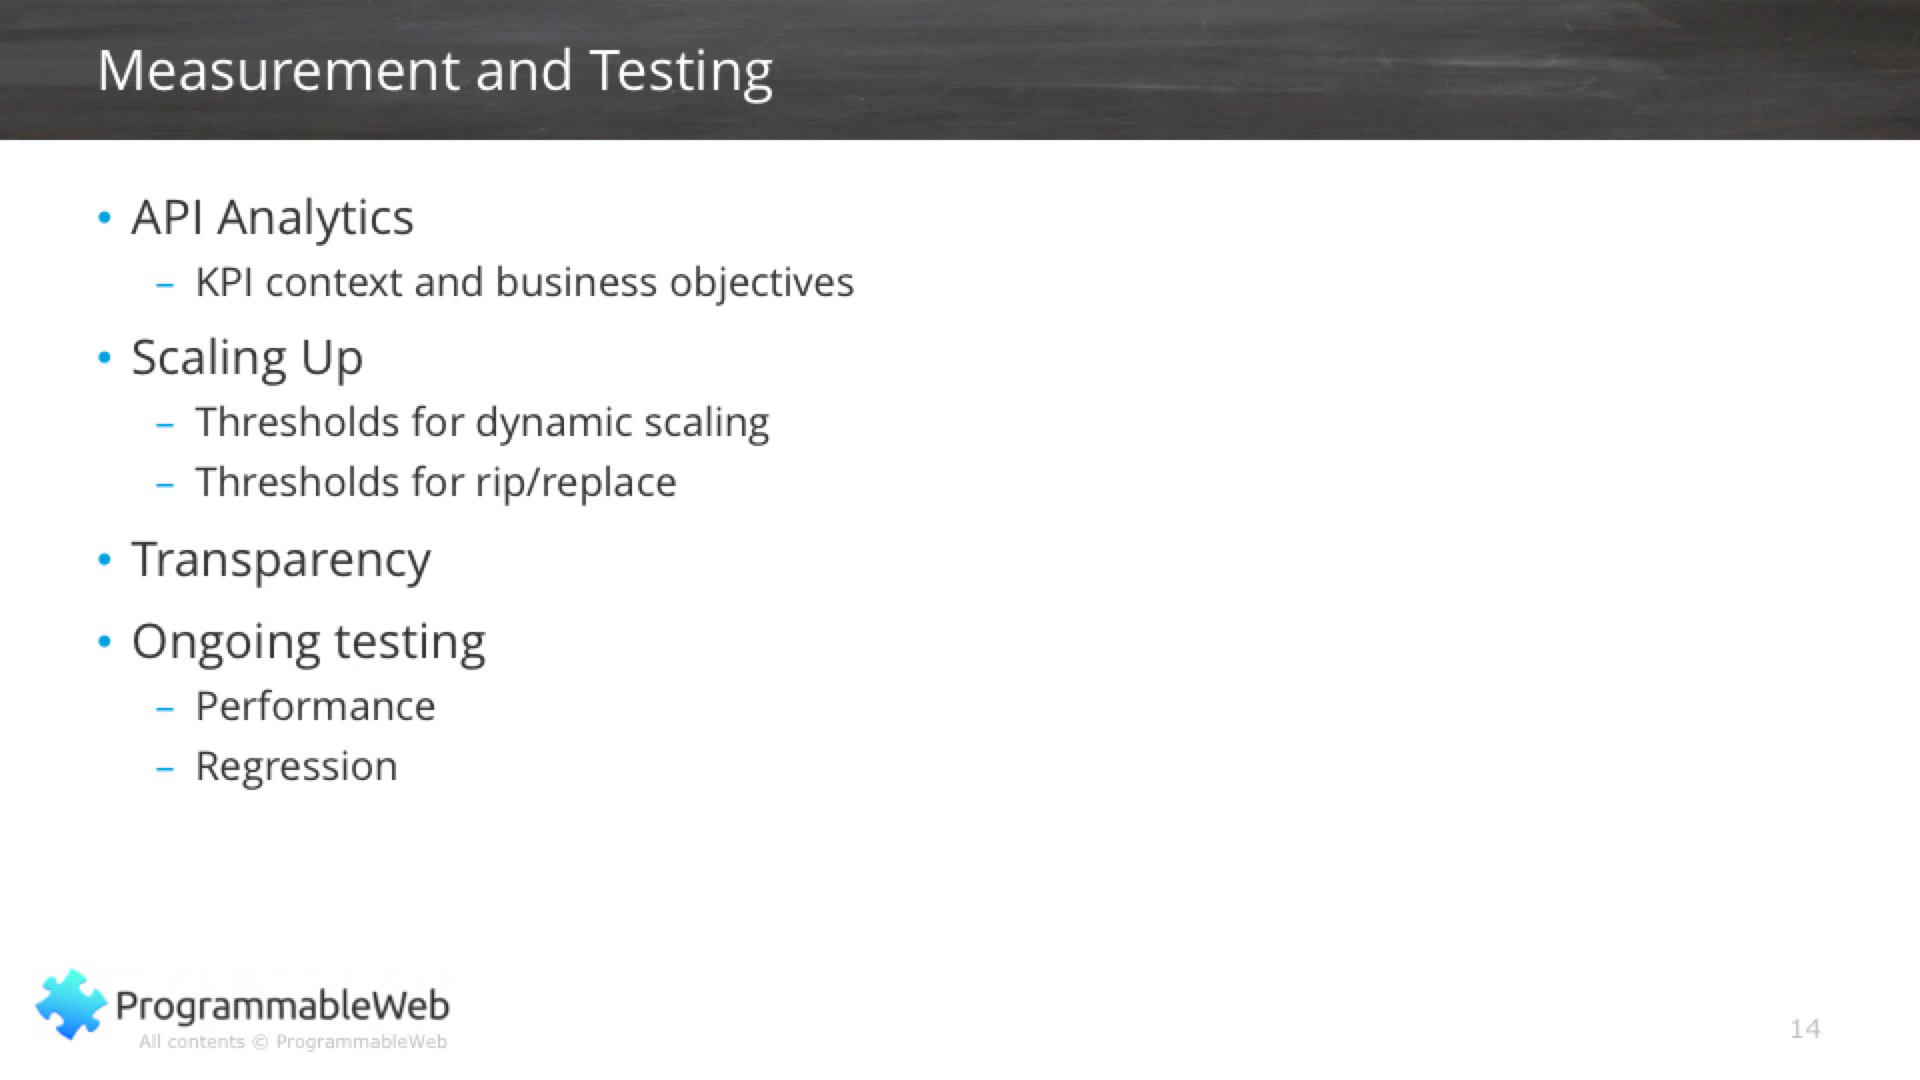 Measurement and Testing
• API Analytics
– KPI context and business objectives
• Scaling Up
– Thresholds for dynamic scaling
– Thresholds for rip/replace
• Transparency
• Ongoing testing
– Performance
– Regression
ProgrammableWeb
All contents © ProgrammableWeb
14